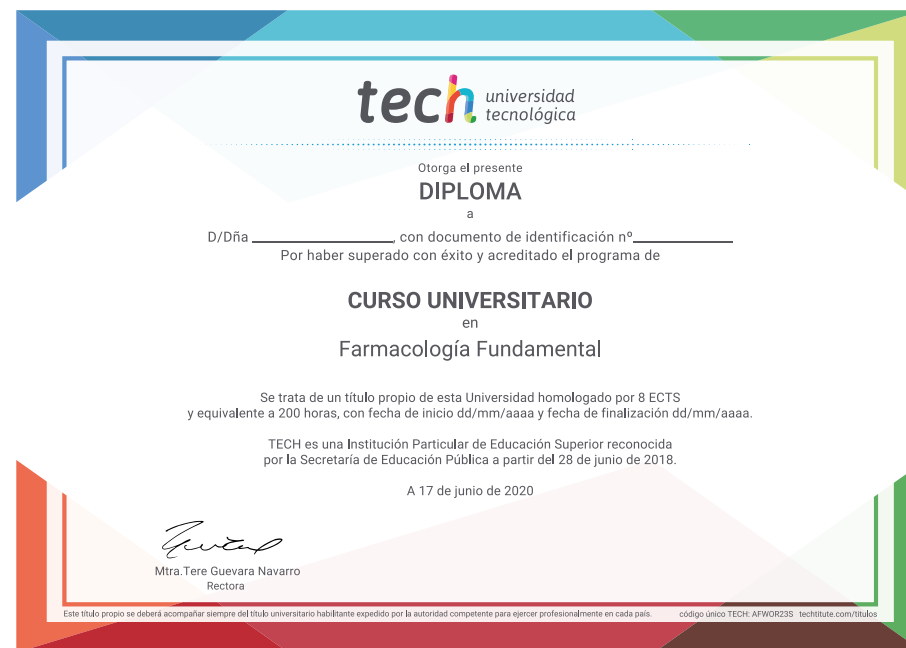 tech universidad
tecnológica
Otorga el presente
DIPLOMA
a
D/Dña ____________________, con documento de identificación nº______________
Por haber superado con éxito y acreditado el programa de
CURSO UNIVERSITARIO
en
Farmacología Fundamental
Se trata de un título propio de esta Universidad homologado por 8 ECTS
y equivalente a 200 horas, con fecha de inicio dd/mm/aaaa y fecha de finalización dd/mm/aaaa.
TECH es una Institución Particular de Educación Superior reconocida
por la Secretaría de Educación Pública a partir del 28 de junio de 2018.
A 17 de junio de 2020
Mtra.Tere Guevara Navarro
Rectora
Este título propio se deberá acompañar siempre del título universitario habilitante expedido por la autoridad competente para ejercer profesionalmente en cada país. código único TECH: AFWOR23S techtitute.com/titulos